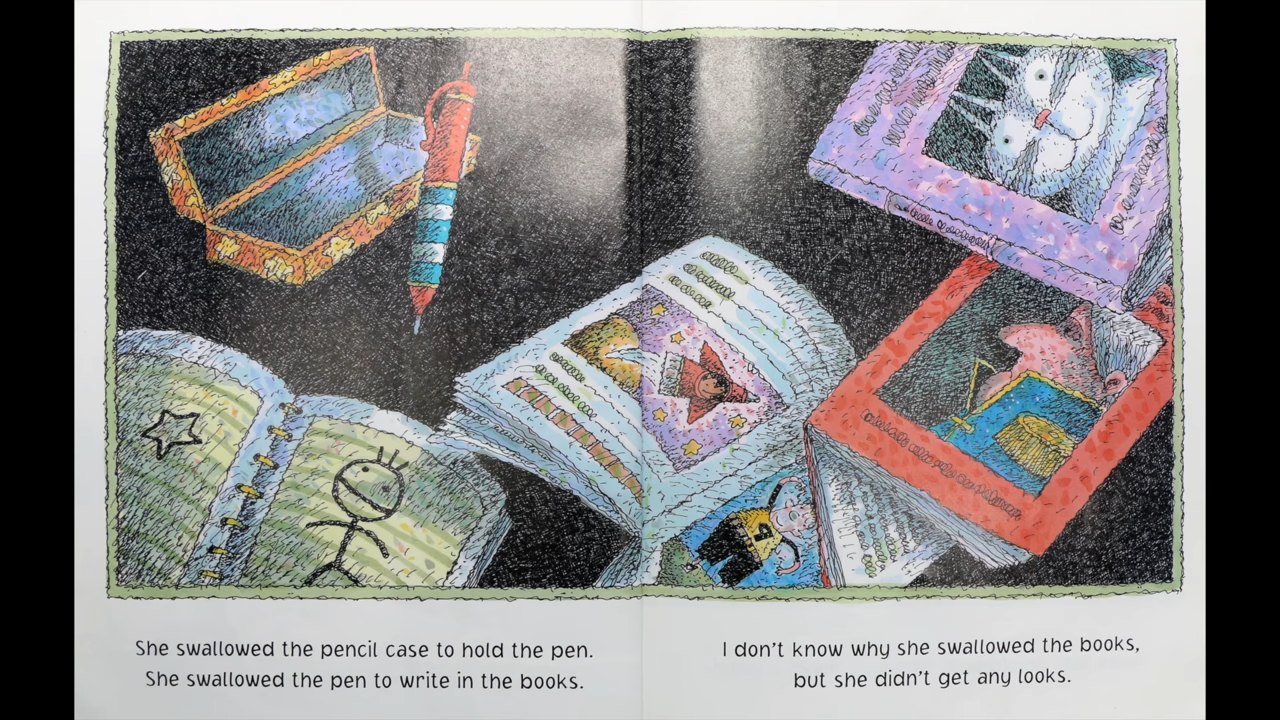 She swallowed the pencil case to hold the pen.
She swallowed the pen to write in the books.
I don't know why she swallowed the books,
but she didn't get any looks.